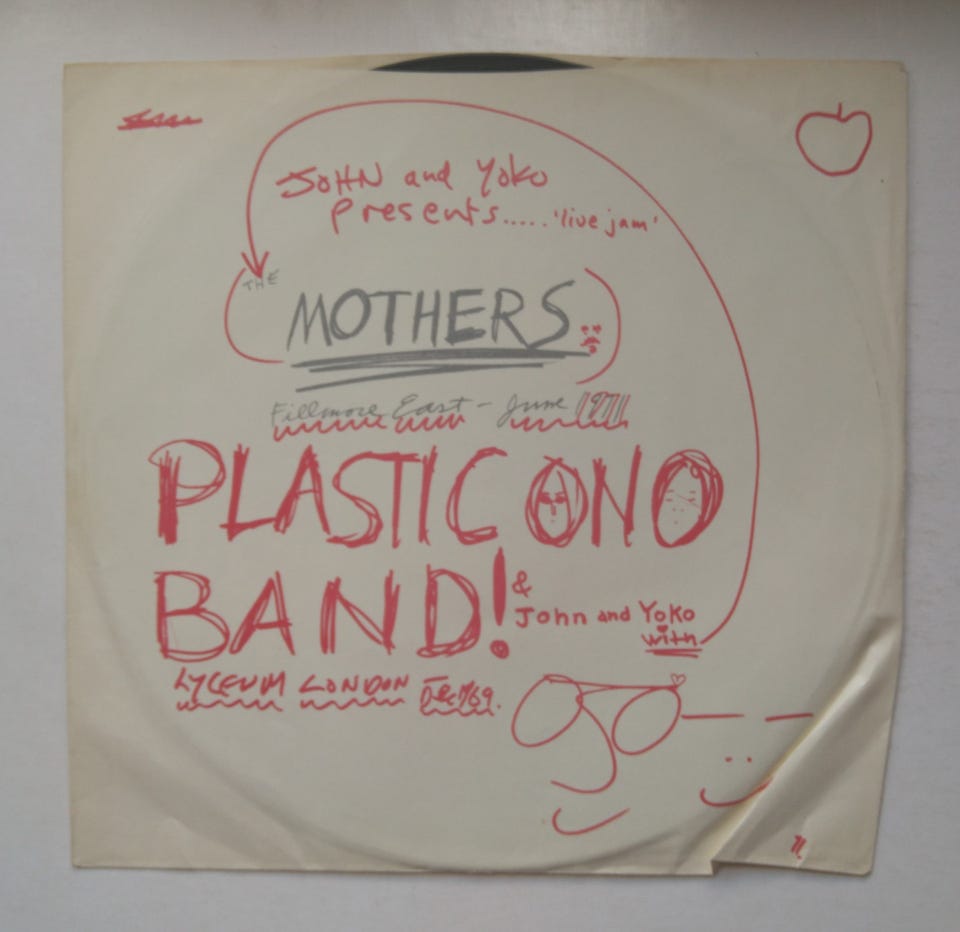 JOHN and Yoko
Presents..... 'live jam'
(THE
MOTHERS)
Fillmore East - June 1971
PLASTIC ONO
BAND!
&
John and Yoko
with
LYCEUM LONDON Dec/69.